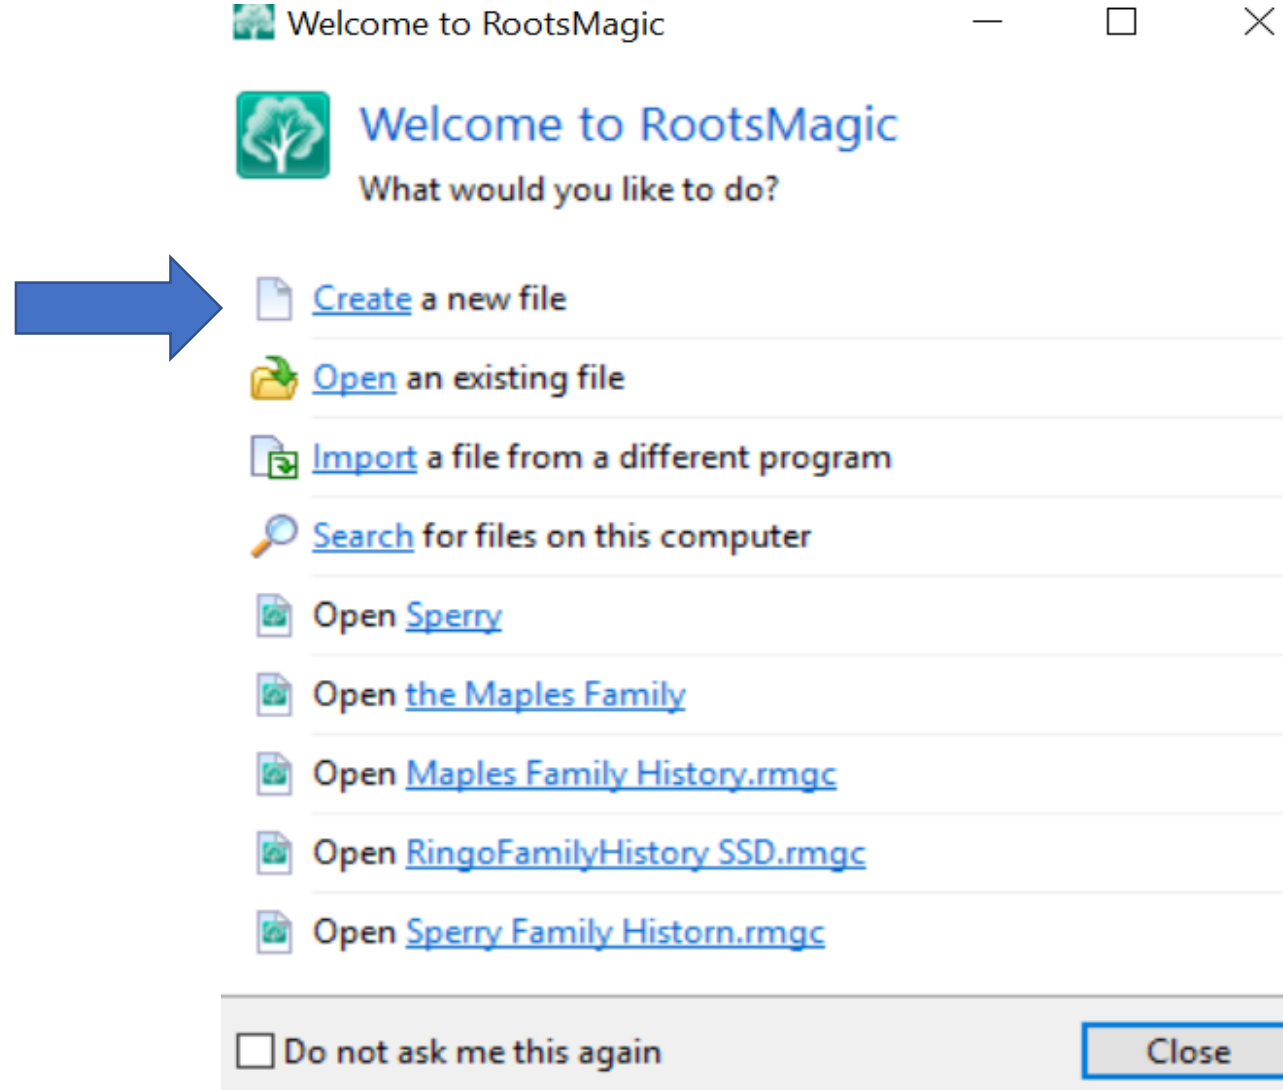 Welcome to RootsMagic
Welcome to RootsMagic
What would you like to do?
Create a new file
Open an existing file
Import a file from a different program
Search for files on this computer
Open Sperry
Open the Maples Family
Open Maples Family History.rmgc
Open RingoFamilyHistory SSD.rmgc
Open Sperry Family Historn.rmgc
Do not ask me this again
Close